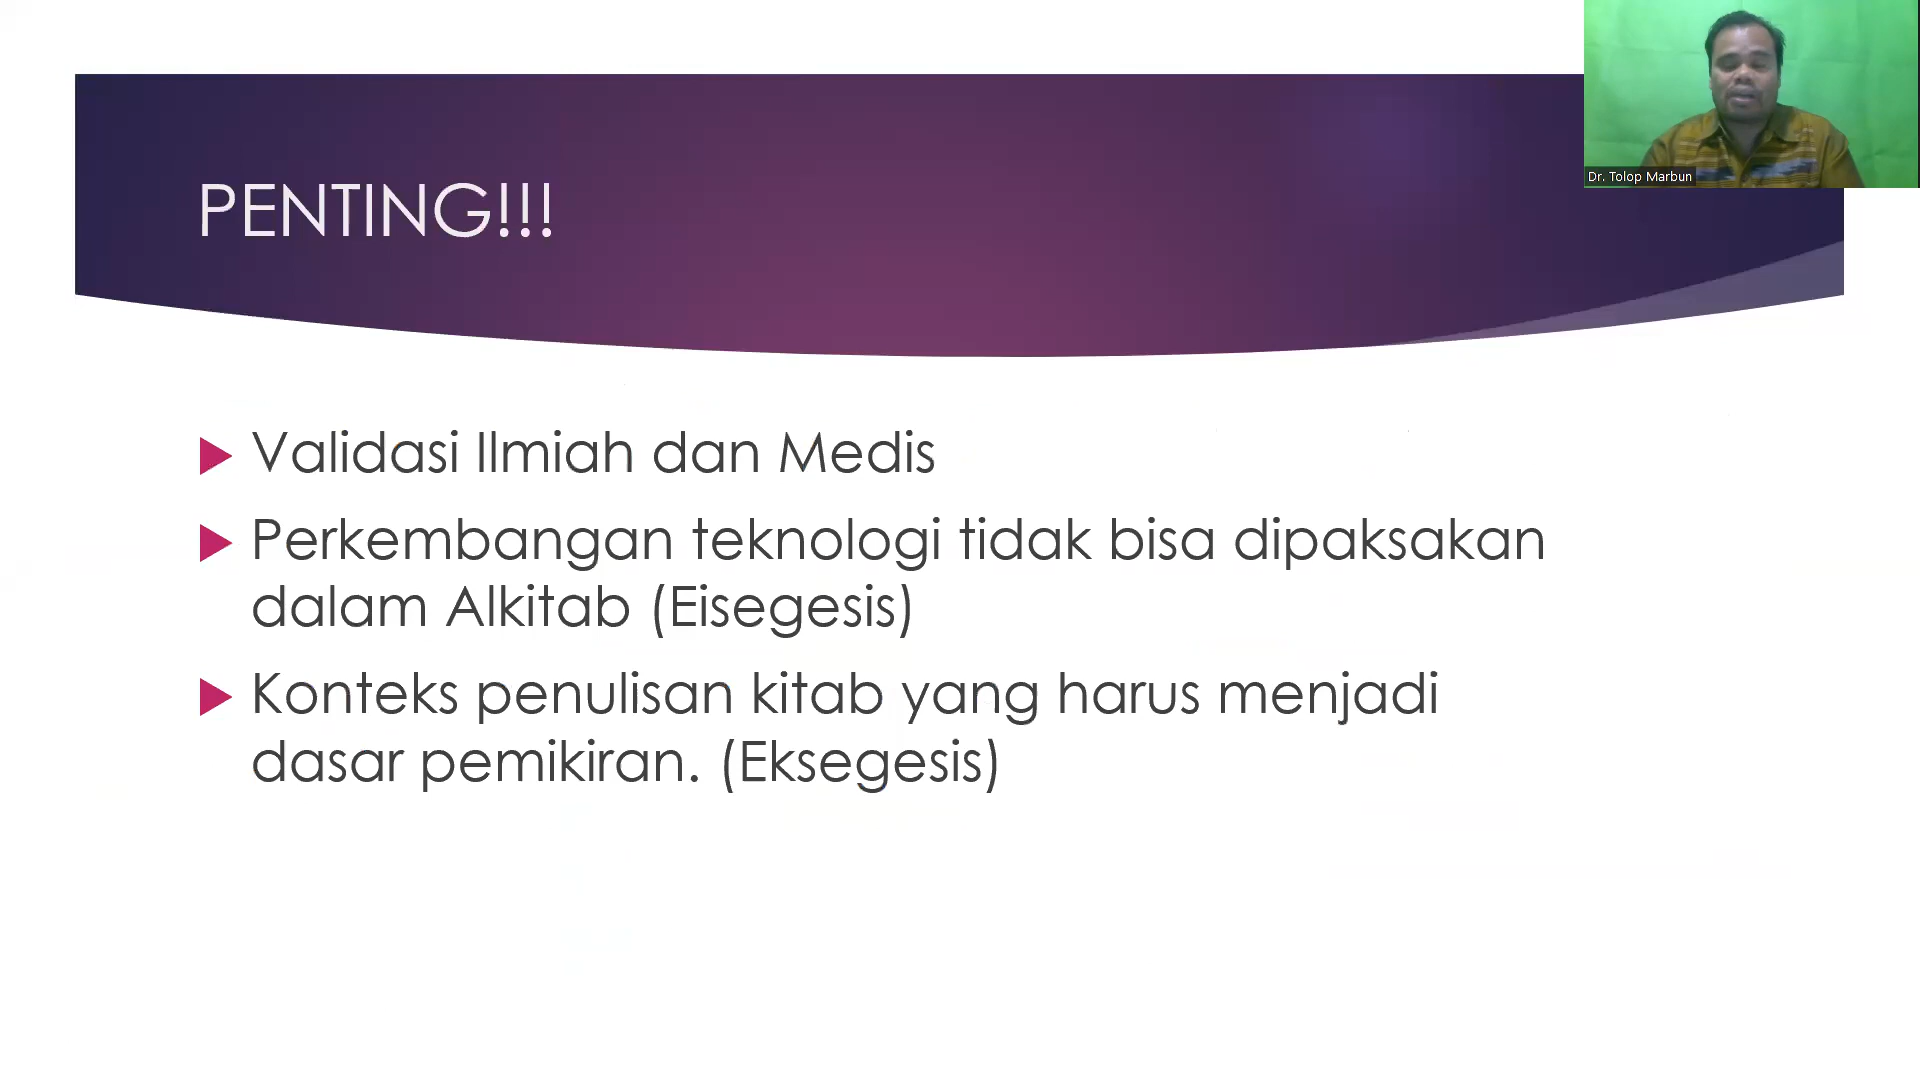 Dr. Tolop Marbun
PENTING!!!
Validasi Ilmiah dan Medis
Perkembangan teknologi tidak bisa dipaksakan
dalam Alkitab (Eisegesis)
Konteks penulisan kitab yang harus menjadi
dasar pemikiran. (Eksegesis)